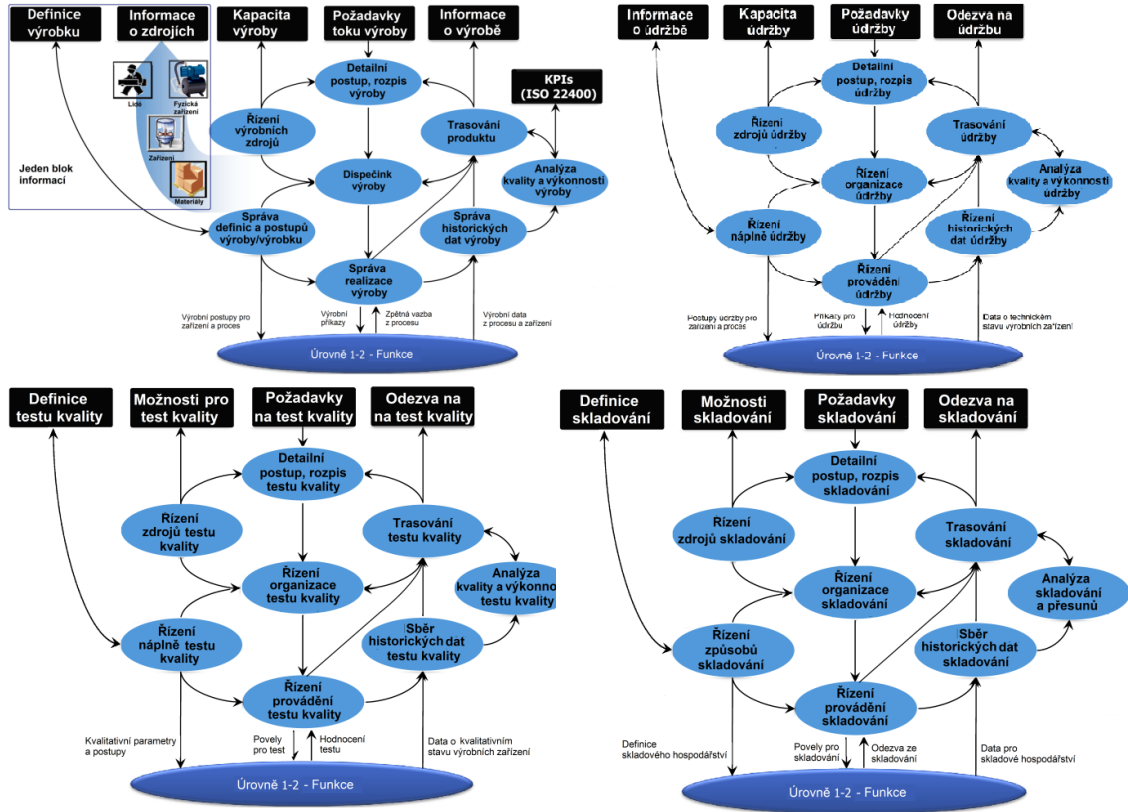 Definice
výrobku
Informace
o zdrojích
Kapacita
výroby
Požadavky
toku výroby
Informace
o výrobě
KPIs
(ISO 22400)
Lidé
Fyzická
zařízení
Zařízení
Materiály
Jeden blok
informací
Detailní
postup, rozpis
výroby
Řízení
výrobních
zdrojů
Trasování
produktu
Dispečink
výroby
Analýza
kvality a výkonnosti
výroby
Správa
definic a postupů
výroby/výrobku
Správa
historických
dat výroby
Správa
realizace
výroby
Výrobní postupy pro
zařízení a proces
Výrobní
příkazy
Zpětná vazba
z procesu
Výrobní data
z procesu a zařízení
Úrovně 1-2 - Funkce
Informace
o údržbě
Kapacita
údržby
Požadavky
údržby
Odezva na
údržbu
Detailní
postup, rozpis
údržby
Řízení
zdrojů údržby
Trasování
údržby
Řízení
organizace
údržby
Analýza
kvality a výkonnosti
údržby
Řízení
náplně údržby
Řízení
historických
dat údržby
Řízení
provádění
údržby
Postupy údržby pro
zařízení a proces
Příkazy pro
údržbu
Hodnocení
údržby
Data o technickém
stavu výrobních zařízení
Úrovně 1-2 - Funkce
Definice
testu kvality
Možnosti pro
test kvality
Požadavky
na test kvality
Odezva na
na test kvality
Detailní
postup, rozpis
testu kvality
Řízení
zdrojů testu
kvality
Trasování
testu kvality
Řízení
organizace
testu kvality
Analýza
kvality a výkonno
testu kvality
Řízení
náplně testu
kvality
Sběr
historických dat
testu kvality
Řízení
provádění
testu kvality
Kvalitativní parametry
a postupy
Povely
pro test
Hodnocení
testu
Data o kvalitativním
stavu výrobních zařízení
Úrovně 1-2 - Funkce
Definice
skladování
Možnosti
skladování
Požadavky
skladování
Odezva na
skladování
Detailní
postup, rozpis
skladování
Řízení
zdrojů skladování
Trasování
skladování
Řízení
organizace
skladování
Analýza
skladování
a přesunů
Řízení
způsobů
skladování
Sběr
historických dat
skladování
Řízení
provádění
skladování
Definice
skladového hospodářství
Povely pro
skladování
Odezva ze
skladování
Data pro
skladové hospodářství
Úrovně 1-2 - Funkce